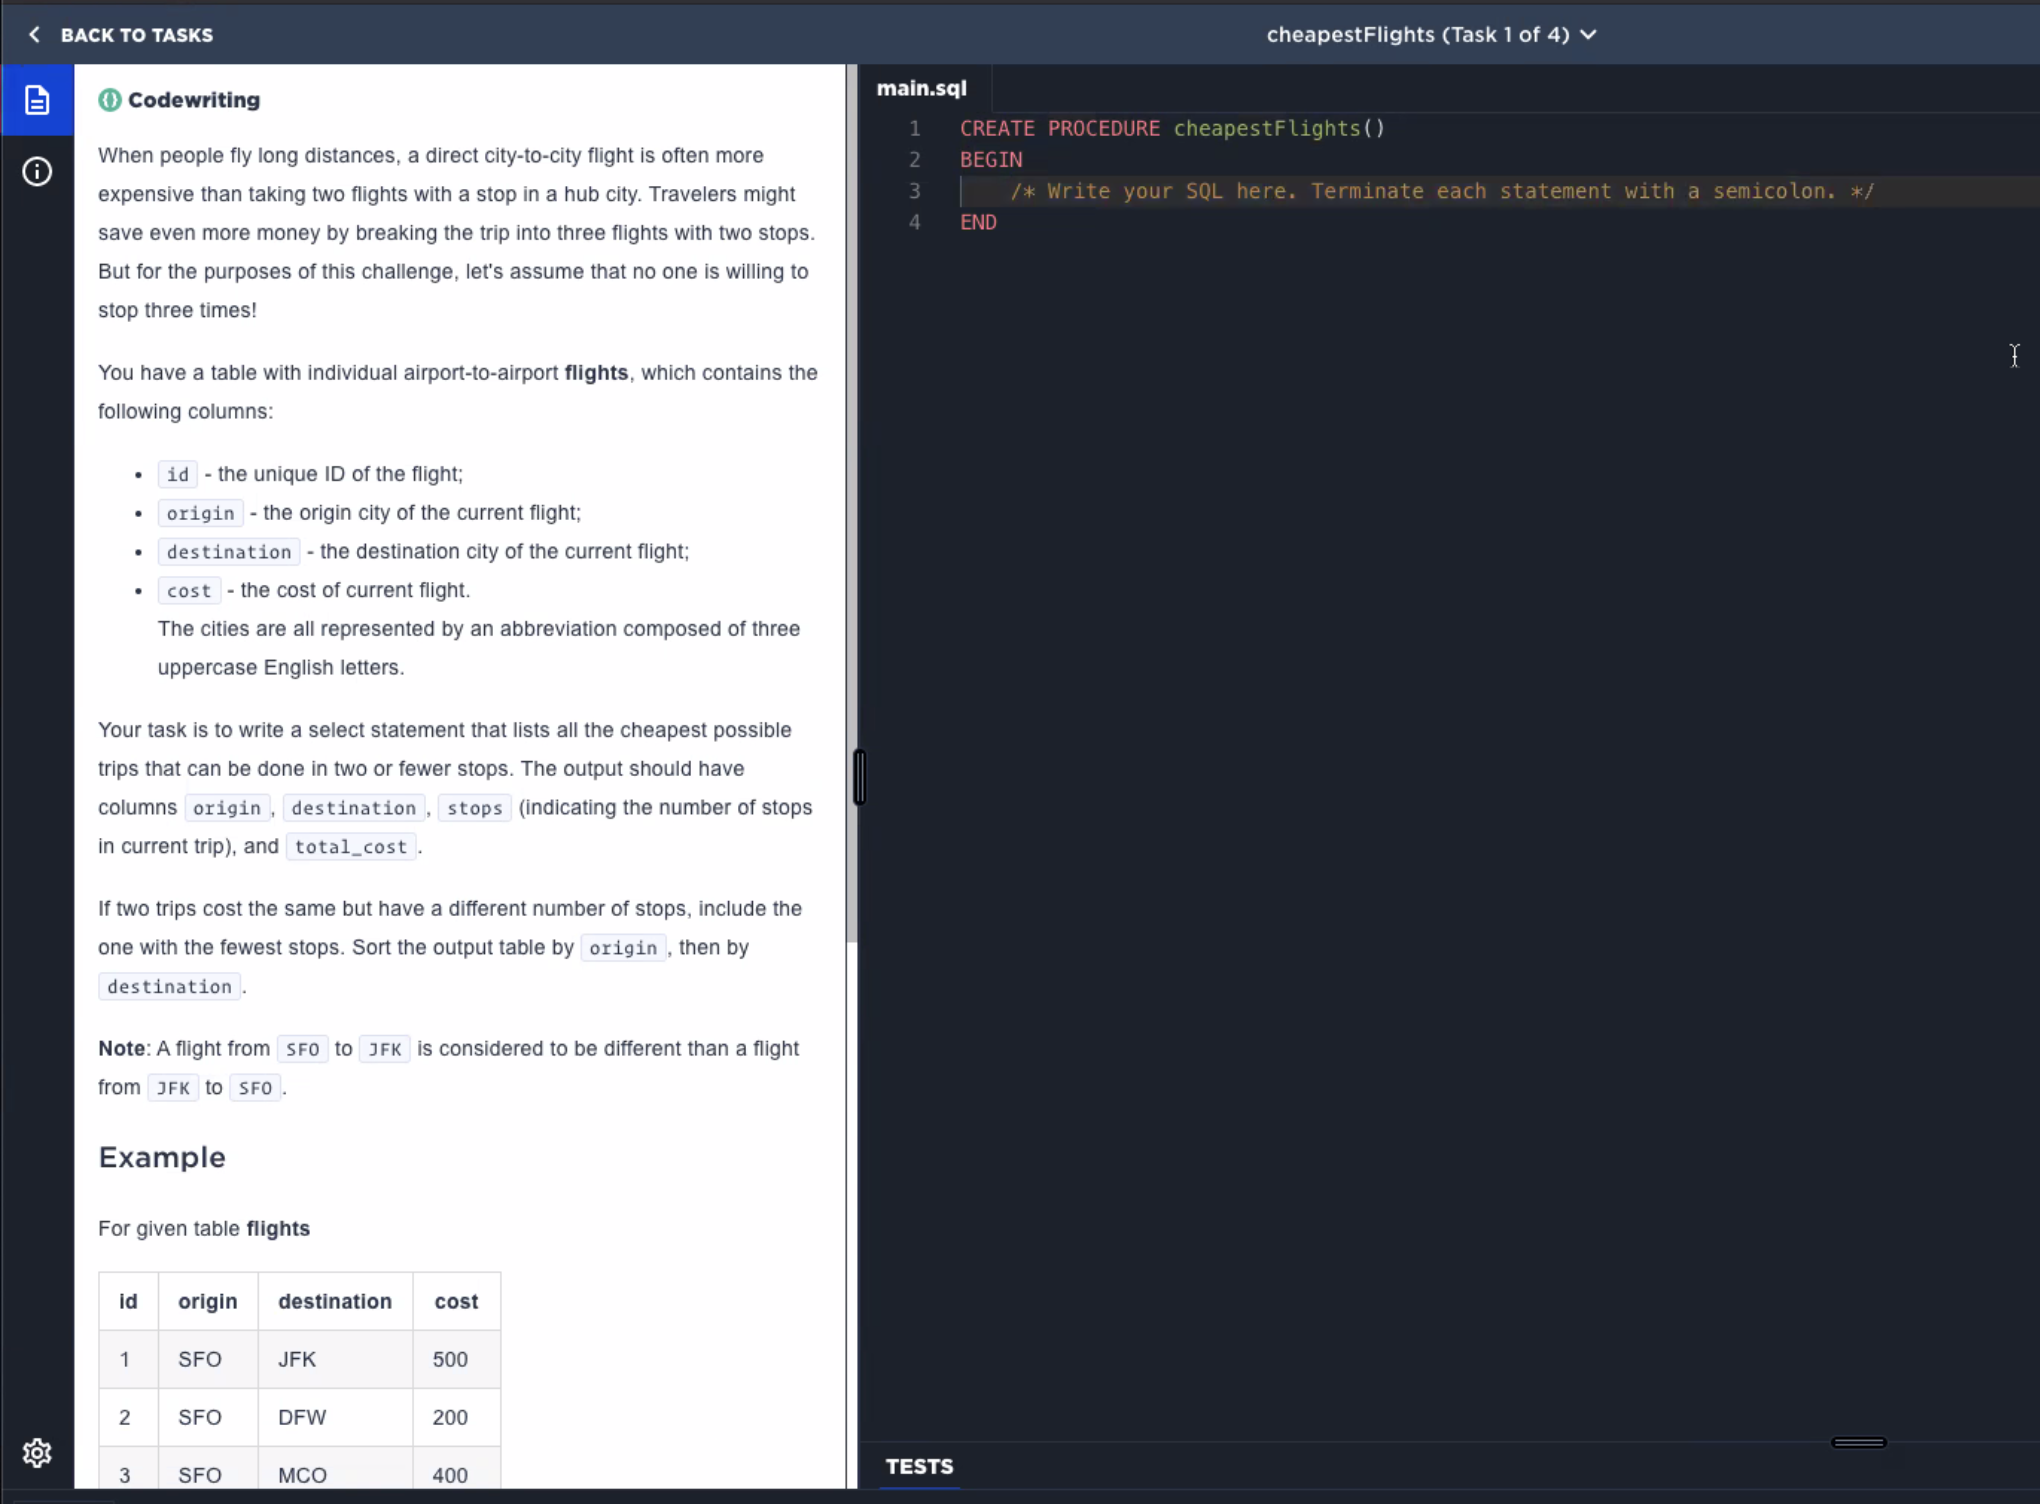 BACK TO TASKS
cheapestFlights (Task 1 of 4)
Codewriting
When people fly long distances, a direct city-to-city flight is often more
expensive than taking two flights with a stop in a hub city. Travelers might
save even more money by breaking the trip into three flights with two stops.
But for the purposes of this challenge, let's assume that no one is willing to
stop three times!
You have a table with individual airport-to-airport flights, which contains the
following columns:
• id - the unique ID of the flight;
• origin - the origin city of the current flight;
• destination - the destination city of the current flight;
• cost - the cost of current flight.
The cities are all represented by an abbreviation composed of three
uppercase English letters.
Your task is to write a select statement that lists all the cheapest possible
trips that can be done in two or fewer stops. The output should have
columns origin, destination, stops (indicating the number of stops
in current trip), and total_cost.
If two trips cost the same but have a different number of stops, include the
one with the fewest stops. Sort the output table by origin, then by
destination.
Note: A flight from SFO to JFK is considered to be different than a flight
from JFK to SFO.
Example
For given table flights
id origin destination cost
1 SFO JFK 500
2 SFO DFW 200
3 SFO MCO 400
main.sql
1 CREATE PROCEDURE cheapestFlights()
2 BEGIN
3 /* Write your SQL here. Terminate each statement with a semicolon. */
4 END
TESTS